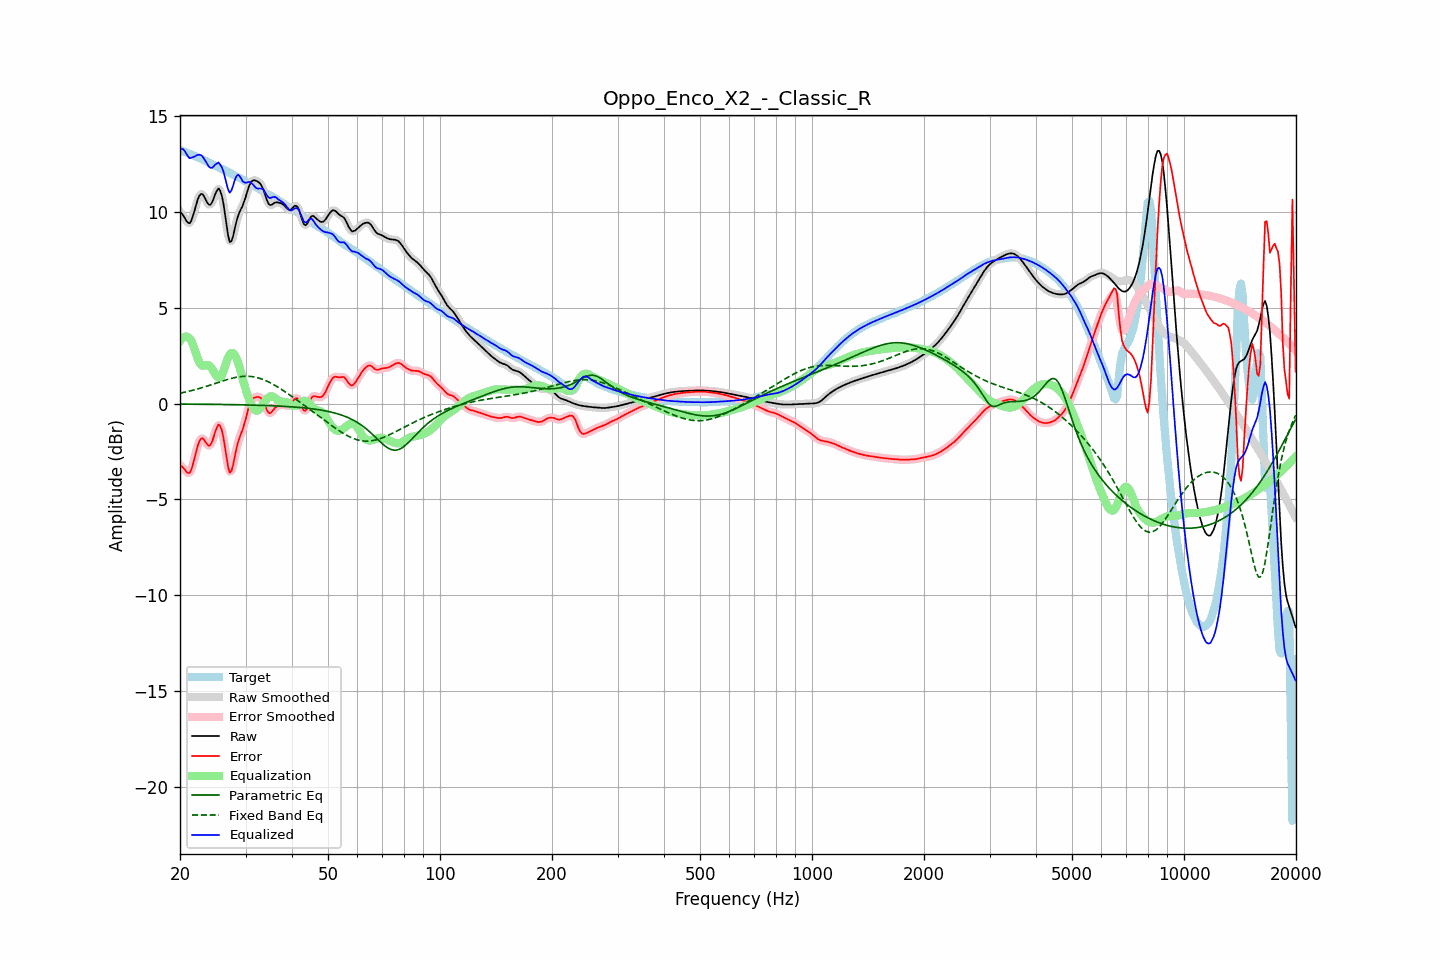 Oppo_Enco_X2_-_Classic_R
Amplitude (dBr)
15
10
5
0
−5
−10
−15
−20
Target
Raw Smoothed
Error Smoothed
Raw
Error
Equalization
Parametric Eq
Fixed Band Eq
Equalized
20 50 100 200 500 1000 2000 5000 10000 20000
Frequency (Hz)